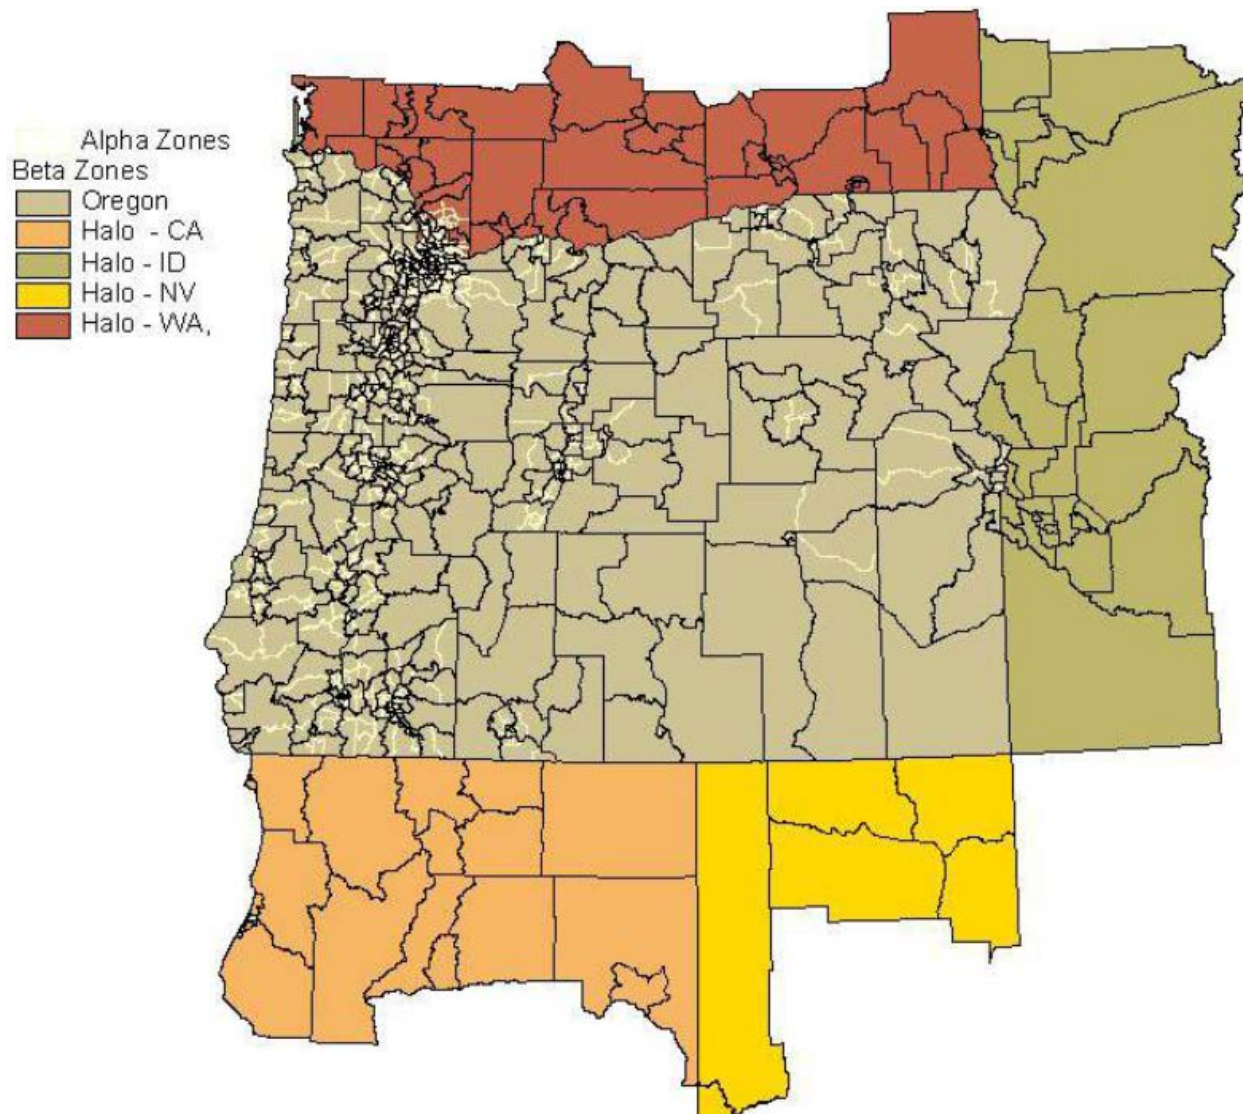 Alpha Zones
Beta Zones
Oregon
Halo - CA
Halo - ID
Halo - NV
Halo - WA,